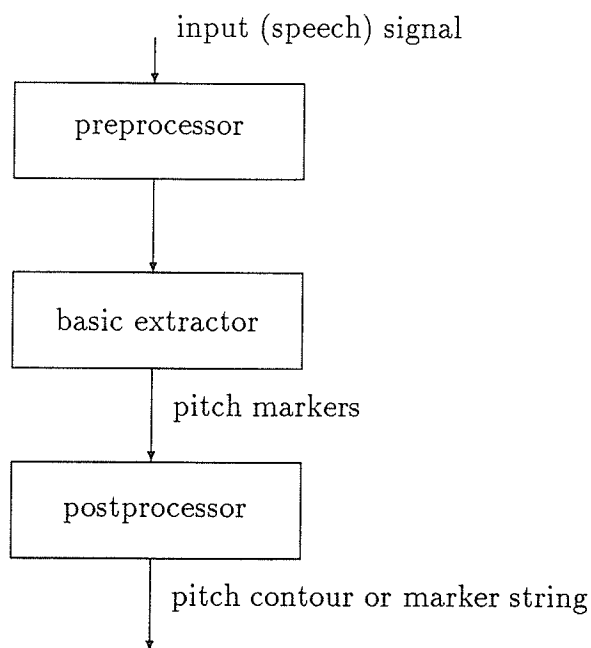 input (speech) signal
preprocessor
basic extractor
pitch markers
postprocessor
pitch contour or marker string